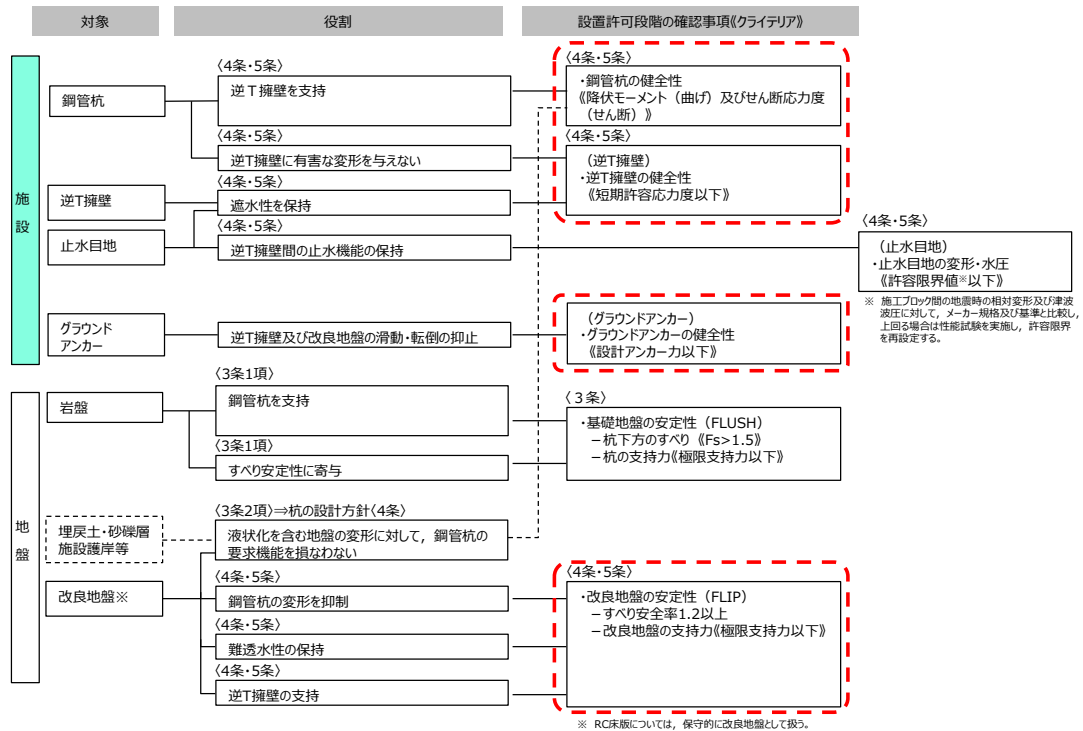 対象
役割
設置許可段階の確認事項《クライテリア》
施設
鋼管杭
〈4条・5条〉
逆T擁壁を支持
〈4条・5条〉
・鋼管杭の健全性
《降伏モーメント（曲げ）及びせん断応力度
（せん断）》
〈4条・5条〉
逆T擁壁に有害な変形を与えない
〈4条・5条〉
（逆T擁壁）
・逆T擁壁の健全性
《短期許容応力度以下》
逆T擁壁
〈4条・5条〉
遮水性を保持
止水目地
〈4条・5条〉
逆T擁壁間の止水機能の保持
〈4条・5条〉
（止水目地）
・止水目地の変形・水圧
《許容限界値※以下》
※ 施工ブロック間の地震時の相対変形及び津波
波圧に対して，メーカー規格及び基準と比較し，
上回る場合は性能試験を実施し，許容限界
を再設定する。
グラウンド
アンカー
逆T擁壁及び改良地盤の滑動・転倒の抑止
（グラウンドアンカー）
・グラウンドアンカーの健全性
《設計アンカー力以下》
地盤
岩盤
〈3条1項〉
鋼管杭を支持
〈3条1項〉
すべり安定性に寄与
〈３条〉
・基礎地盤の安定性（FLUSH）
－杭下方のすべり《Fs>1.5》
－杭の支持力《極限支持力以下》
埋戻土・砂礫層
施設護岸等
〈3条2項〉⇒杭の設計方針〈4条〉
液状化を含む地盤の変形に対して，鋼管杭の
要求機能を損なわない
改良地盤※
〈4条・5条〉
鋼管杭の変形を抑制
〈4条・5条〉
難透水性の保持
〈4条・5条〉
逆T擁壁の支持
〈4条・5条〉
・改良地盤の安定性（FLIP）
－すべり安全率1.2以上
－改良地盤の支持力《極限支持力以下》
※ RC床版については，保守的に改良地盤として扱う。